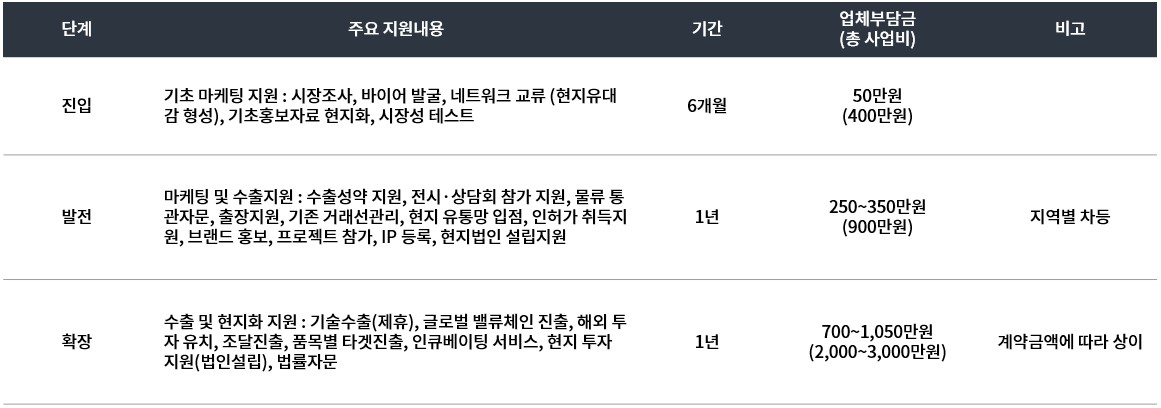 단계
주요 지원내용
기간
업체부담금
(총 사업비)
비고
진입
기초 마케팅 지원 : 시장조사, 바이어 발굴, 네트워크 교류 (현지유대
감 형성), 기초홍보자료 현지화, 시장성 테스트
6개월
50만원
(400만원)
발전
마케팅 및 수출지원 : 수출성약 지원, 전시·상담회 참가 지원, 물류 통
관자문, 출장지원, 기존 거래선관리, 현지 유통망 입점, 인허가 취득지
원, 브랜드 홍보, 프로젝트 참가, IP 등록, 현지법인 설립지원
1년
250~350만원
(900만원)
지역별 차등
확장
수출 및 현지화 지원 : 기술수출(제휴), 글로벌 밸류체인 진출, 해외 투
자 유치, 조달진출, 품목별 타겟진출, 인큐베이팅 서비스, 현지 투자
지원(법인설립), 법률자문
1년
700~1,050만원
(2,000~3,000만원)
계약금액에 따라 상이